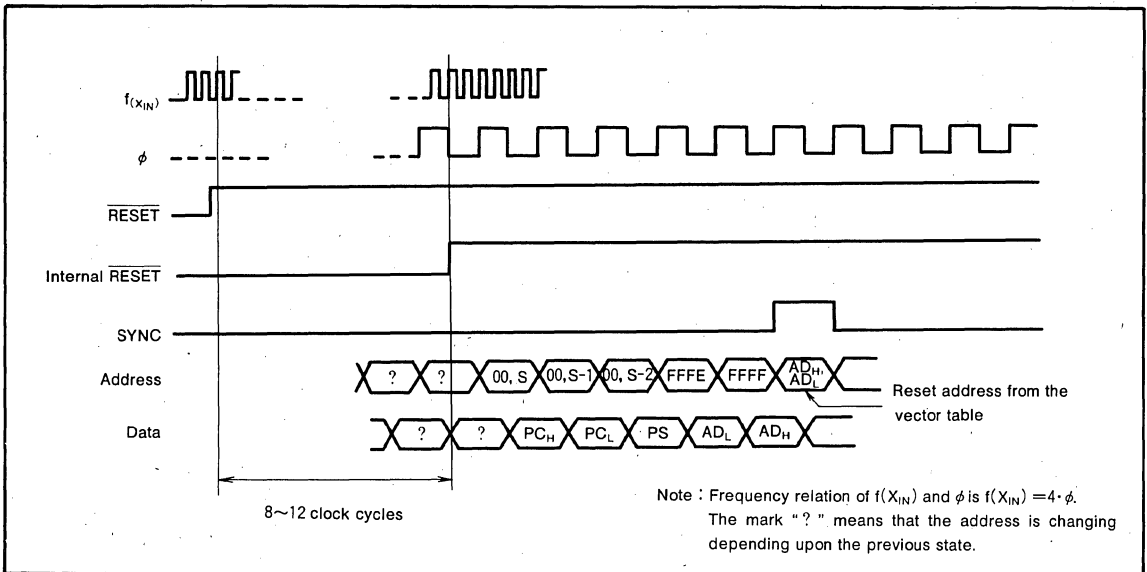 f(XIN)
φ
RESET
Internal RESET
SYNC
Address
? ? 00, S 00, S-1 00, S-2 FFFE FFFF ADH, ADL
Reset address from the
vector table
Data
? ? PCH PCL PS ADL ADH
8~12 clock cycles
Note : Frequency relation of f(XIN) and φ is f(XIN) =4·φ.
The mark "?" means that the address is changing
depending upon the previous state.